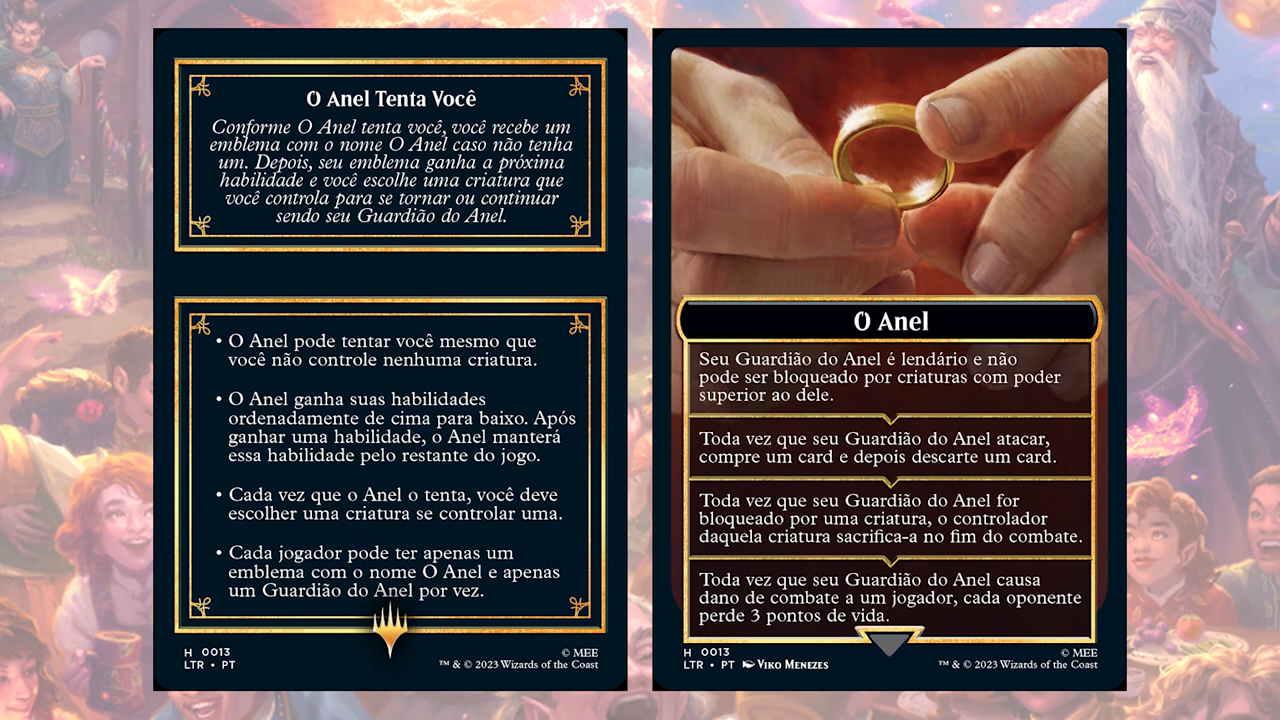 O Anel Tenta Você
Conforme O Anel tenta você, você recebe um
emblema com o nome O Anel caso não tenha
um. Depois, seu emblema ganha a próxima
habilidade e você escolhe uma criatura que
você controla para se tornar ou continuar
sendo seu Guardião do Anel.
• O Anel pode tentar você mesmo que
você não controle nenhuma criatura.
• O Anel ganha suas habilidades
ordenadamente de cima para baixo. Após
ganhar uma habilidade, o Anel manterá
essa habilidade pelo restante do jogo.
• Cada vez que o Anel o tenta, você deve
escolher uma criatura se controlar uma.
• Cada jogador pode ter apenas um
emblema com o nome O Anel e apenas
um Guardião do Anel por vez.
H 0013
LTR • PT
© MEE
™ & © 2023 Wizards of the Coast
O Anel
Seu Guardião do Anel é lendário e não
pode ser bloqueado por criaturas com poder
superior ao dele.
Toda vez que seu Guardião do Anel atacar,
compre um card e depois descarte um card.
Toda vez que seu Guardião do Anel for
bloqueado por uma criatura, o controlador
daquela criatura sacrifica-a no fim do combate.
Toda vez que seu Guardião do Anel causa
dano de combate a um jogador, cada oponente
perde 3 pontos de vida.
H 0013
LTR • PT Viko Menezes
© MEE
™ & © 2023 Wizards of the Coast